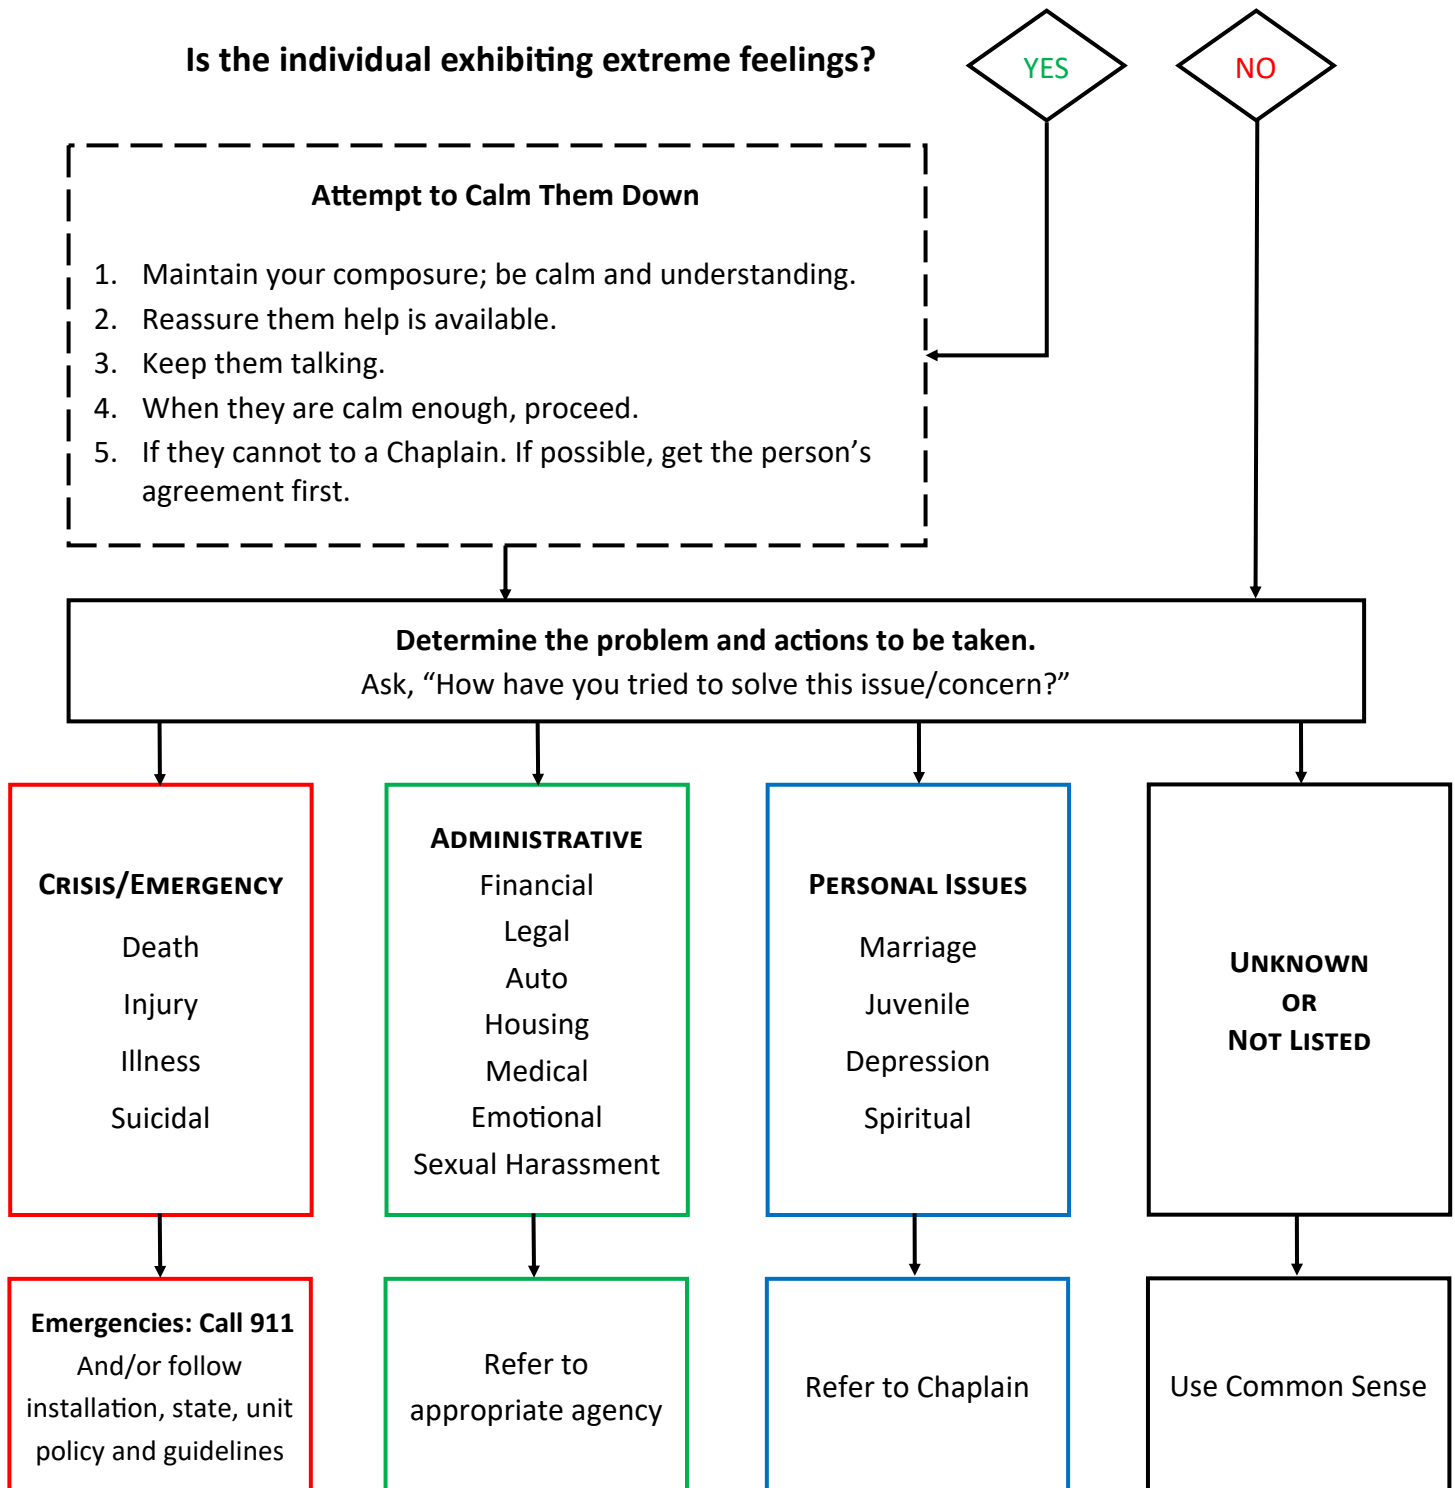 Is the individual exhibiting extreme feelings?
YES
NO
Attempt to Calm Them Down
1. Maintain your composure; be calm and understanding.
2. Reassure them help is available.
3. Keep them talking.
4. When they are calm enough, proceed.
5. If they cannot to a Chaplain. If possible, get the person’s
agreement first.
Determine the problem and actions to be taken.
Ask, “How have you tried to solve this issue/concern?”
CRISIS/EMERGENCY
Death
Injury
Illness
Suicidal
ADMINISTRATIVE
Financial
Legal
Auto
Housing
Medical
Emotional
Sexual Harassment
PERSONAL ISSUES
Marriage
Juvenile
Depression
Spiritual
UNKNOWN
OR
NOT LISTED
Emergencies: Call 911
And/or follow
installation, state, unit
policy and guidelines
Refer to
appropriate agency
Refer to Chaplain
Use Common Sense